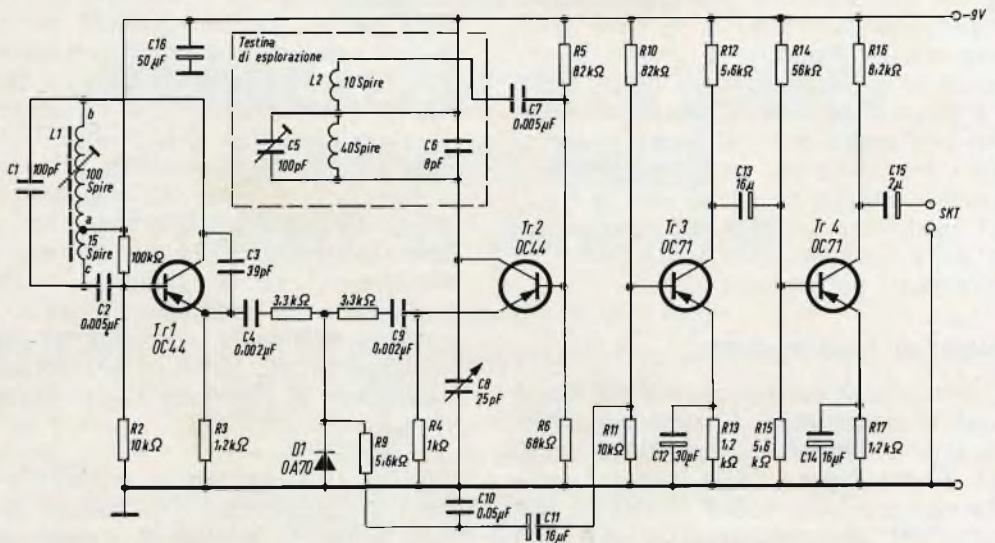 -9V
C16
50µF
Testina
di esplorazione
L2
10 Spire
C5
100pF
40Spire
C6
8pF
C7
0,005µF
R5
82kΩ
R10
82kΩ
R12
5,6kΩ
R14
56kΩ
R16
8,2kΩ
b
L1
C1
100pF
100
Spire
a
15
Spire
c
100kΩ
C2
0,005µF
Tr1
OC44
C3
39pF
C4
0,002µF
3,3kΩ
3,3kΩ
C9
0,002µF
Tr2
OC44
C13
16µ
Tr3
OC71
Tr4
OC71
C15
2µ
SKT
C8
25pF
R2
10kΩ
R3
1,2kΩ
D1
OA70
R9
5,6kΩ
R4
1kΩ
R6
68kΩ
R11
10kΩ
C12
30µF
R13
1,2
kΩ
R15
5,6
kΩ
C14
16µF
R17
1,2kΩ
C10
0,05µF
C11
16µF